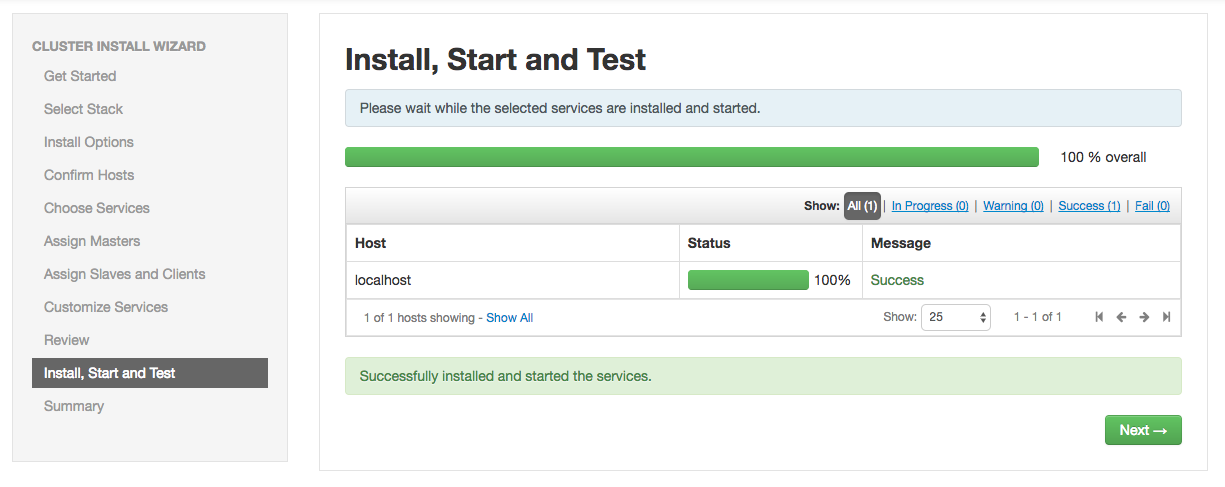 CLUSTER INSTALL WIZARD
Get Started
Select Stack
Install Options
Confirm Hosts
Choose Services
Assign Masters
Assign Slaves and Clients
Customize Services
Review
Install, Start and Test
Summary
Install, Start and Test
Please wait while the selected services are installed and started.
100 % overall
Show: All (1) | In Progress (0) | Warning (0) | Success (1) | Fail (0)
Host Status Message
localhost 100% Success
1 of 1 hosts showing - Show All Show: 25 1 - 1 of 1
Successfully installed and started the services.
Next →